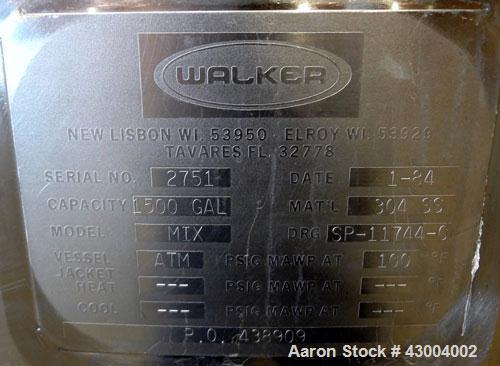 WALKER
NEW LISBON WI. 53950 · ELROY WI. 53929
TAVARES FL. 32778
SERIAL NO. 2751 DATE 1-84
CAPACITY 1500 GAL MAT'L 304 SS
MODEL MIX DRG SP-11744-C
VESSEL ATM PSIG MAWP AT 100 °F
JACKET
HEAT --- PSIG MAWP AT --- °F
COOL --- PSIG MAWP AT --- °F
P.O. 438909
Aaron Stock # 43004002